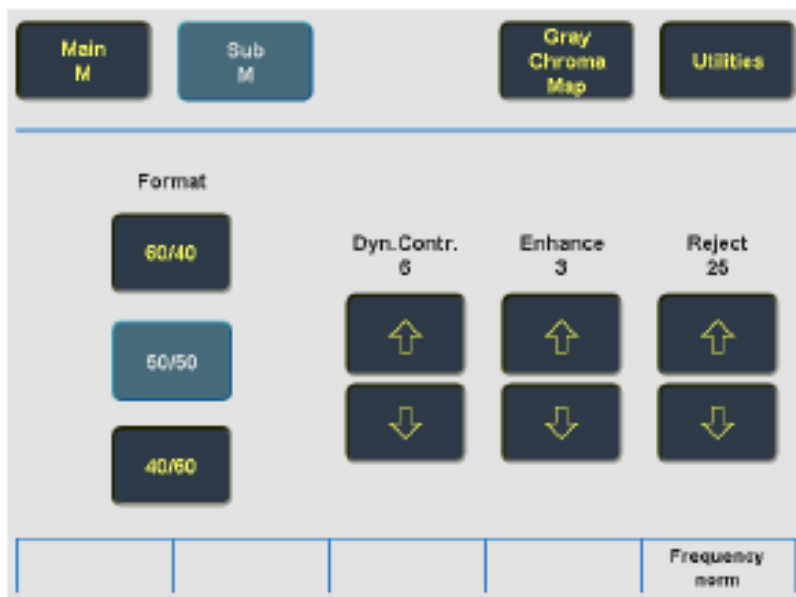 Main
M
Sub
M
Gray
Chroma
Map
Utilities
Format
60/40
50/50
40/60
Dyn.Contr.
6
Enhance
3
Reject
25
Frequency
norm